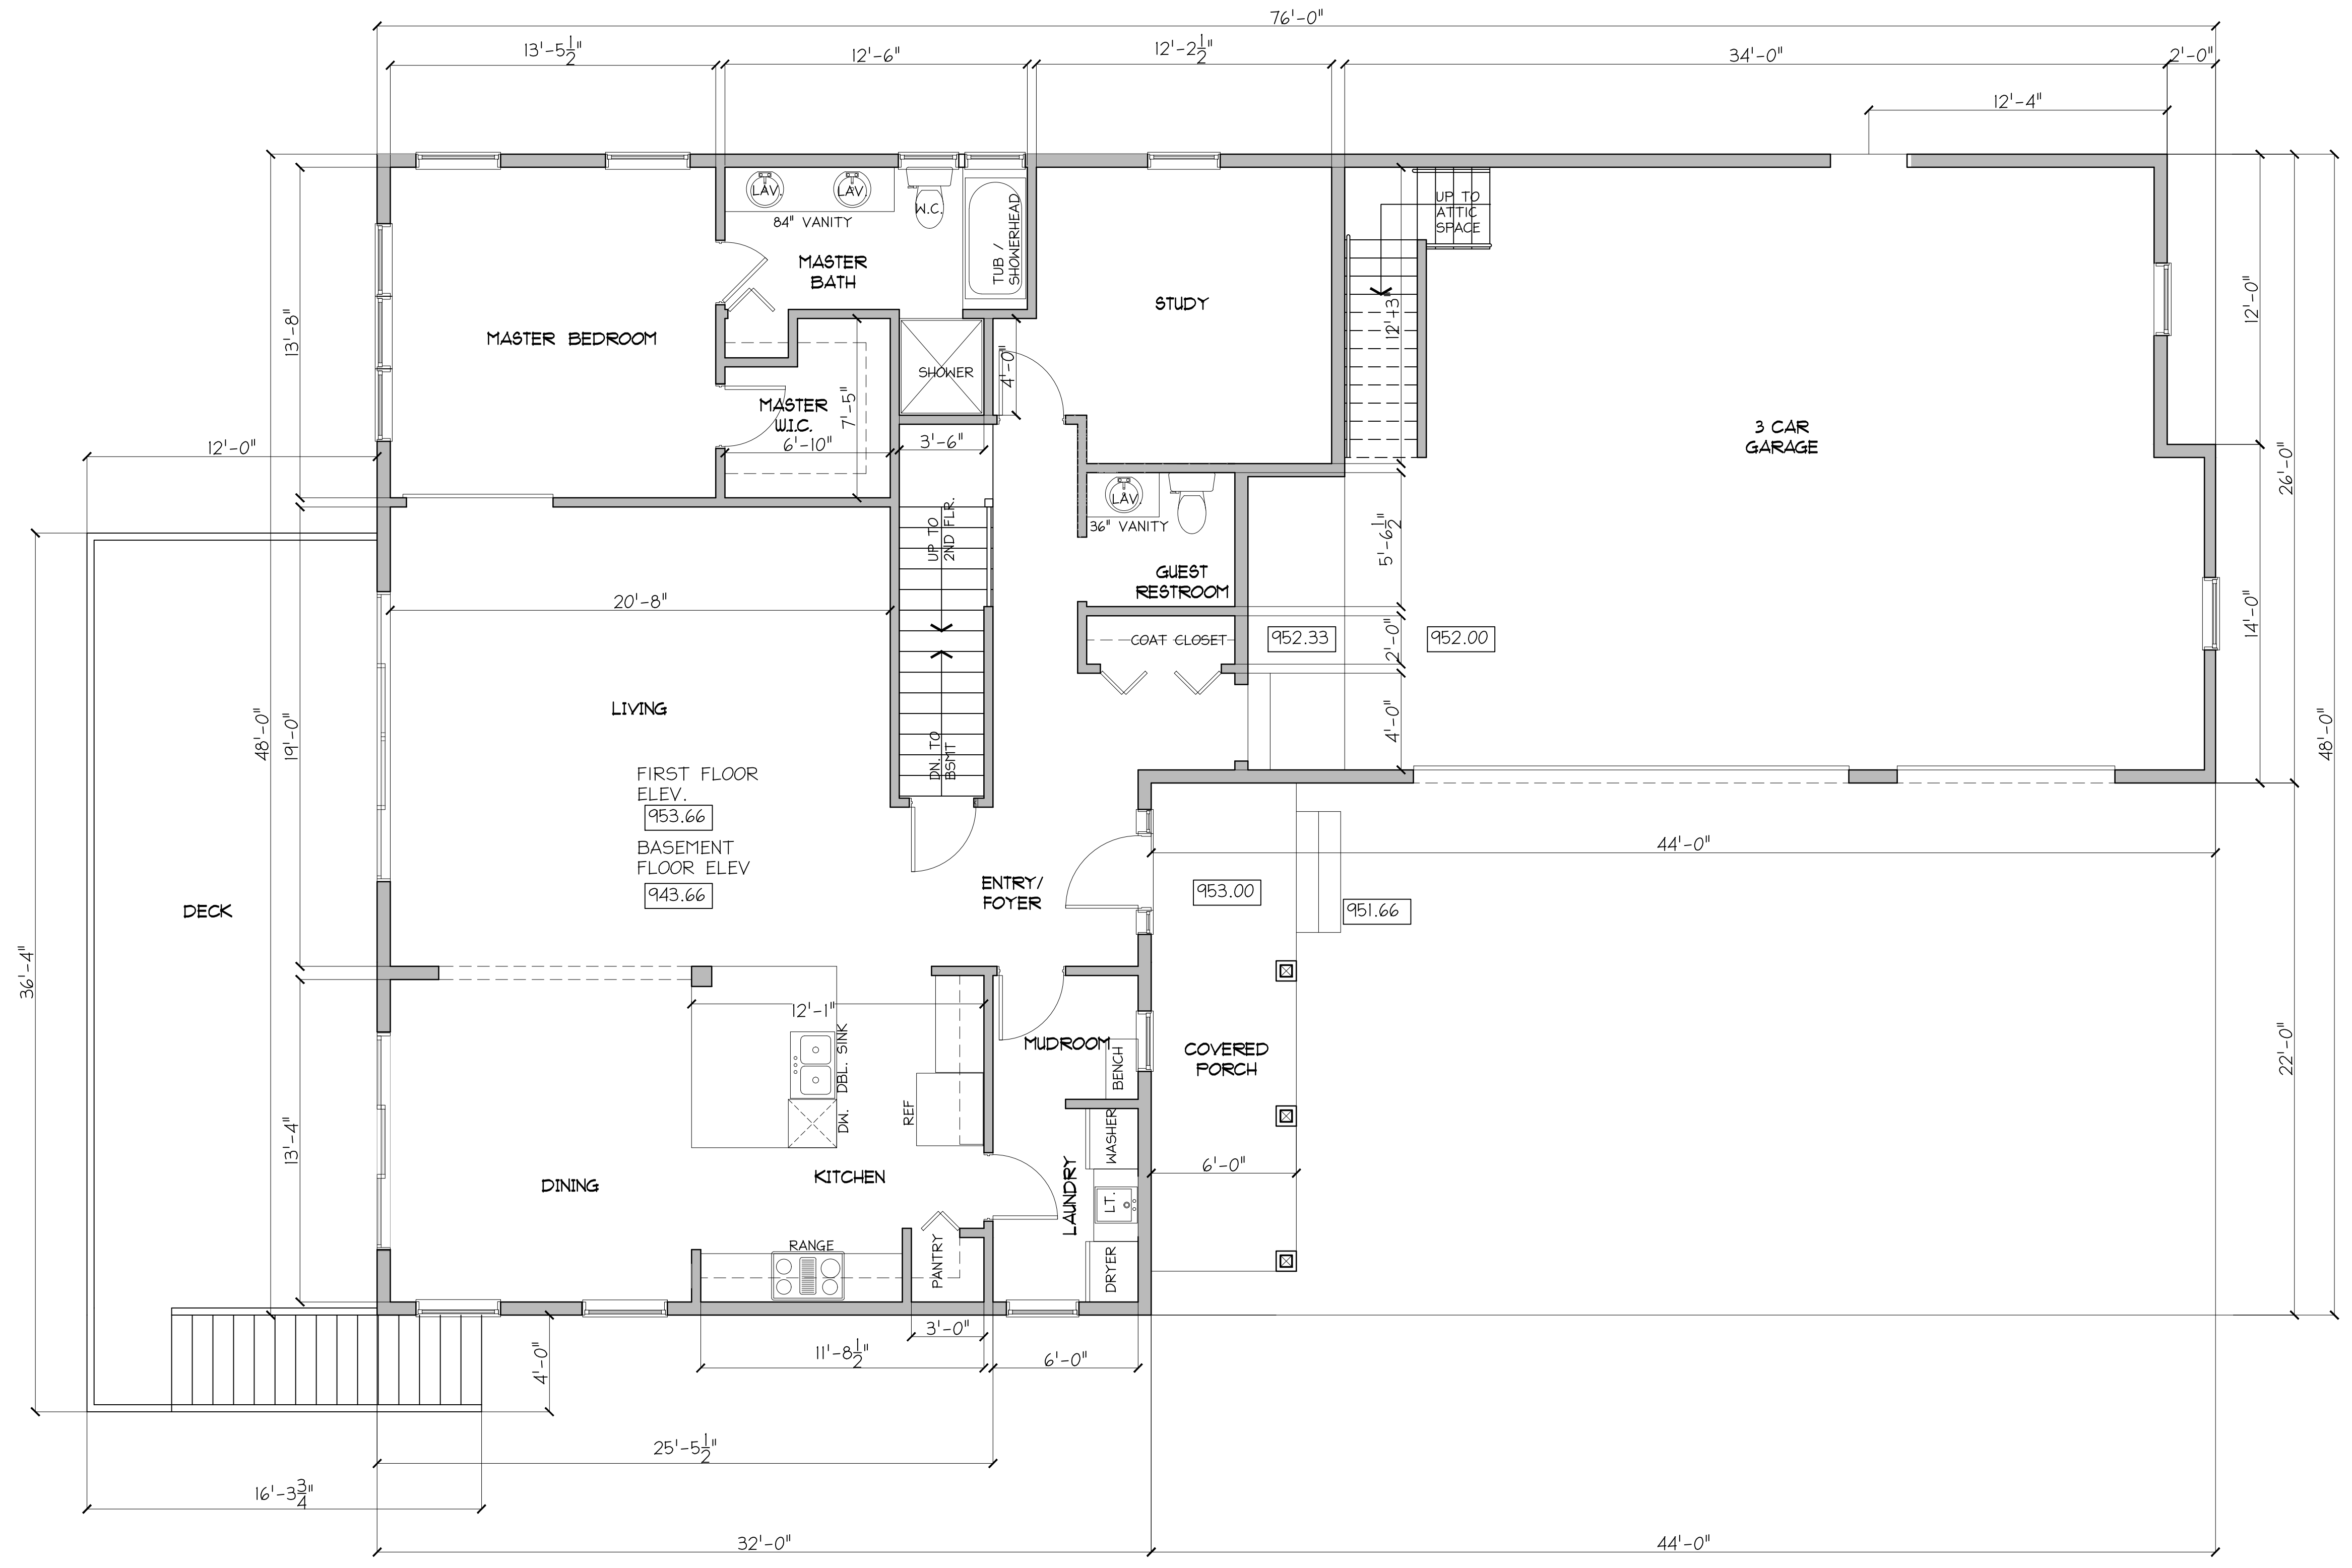 76'-0"
13'-5 1/2"
12'-6"
12'-2 1/2"
34'-0"
2'-0"
12'-4"
LAV.
LAV.
W.C.
84" VANITY
TUB /
SHOWERHEAD
UP TO
ATTIC
SPACE
MASTER
BATH
STUDY
12'-3"
12'-0"
MASTER BEDROOM
13'-8"
SHOWER
4'-0"
MASTER
W.I.C.
7'-5"
6'-10"
3'-6"
3 CAR
GARAGE
12'-0"
26'-0"
LAV.
36" VANITY
UP TO
2ND FLR.
5'-6 1/2"
GUEST
RESTROOM
20'-8"
14'-0"
COAT CLOSET
952.33
952.00
2'-0"
LIVING
48'-0"
19'-0"
4'-0"
48'-0"
DN. TO
BSMT
FIRST FLOOR
ELEV.
953.66
BASEMENT
FLOOR ELEV
943.66
44'-0"
ENTRY/
FOYER
953.00
951.66
DECK
36'-4"
12'-1"
DBL. SINK
DW.
REF
MUDROOM
BENCH
COVERED
PORCH
22'-0"
13'-4"
WASHER
KITCHEN
DINING
LAUNDRY
LT.
6'-0"
RANGE
PANTRY
DRYER
3'-0"
11'-8 1/2"
6'-0"
4'-0"
25'-5 1/2"
16'-3 3/4"
32'-0"
44'-0"